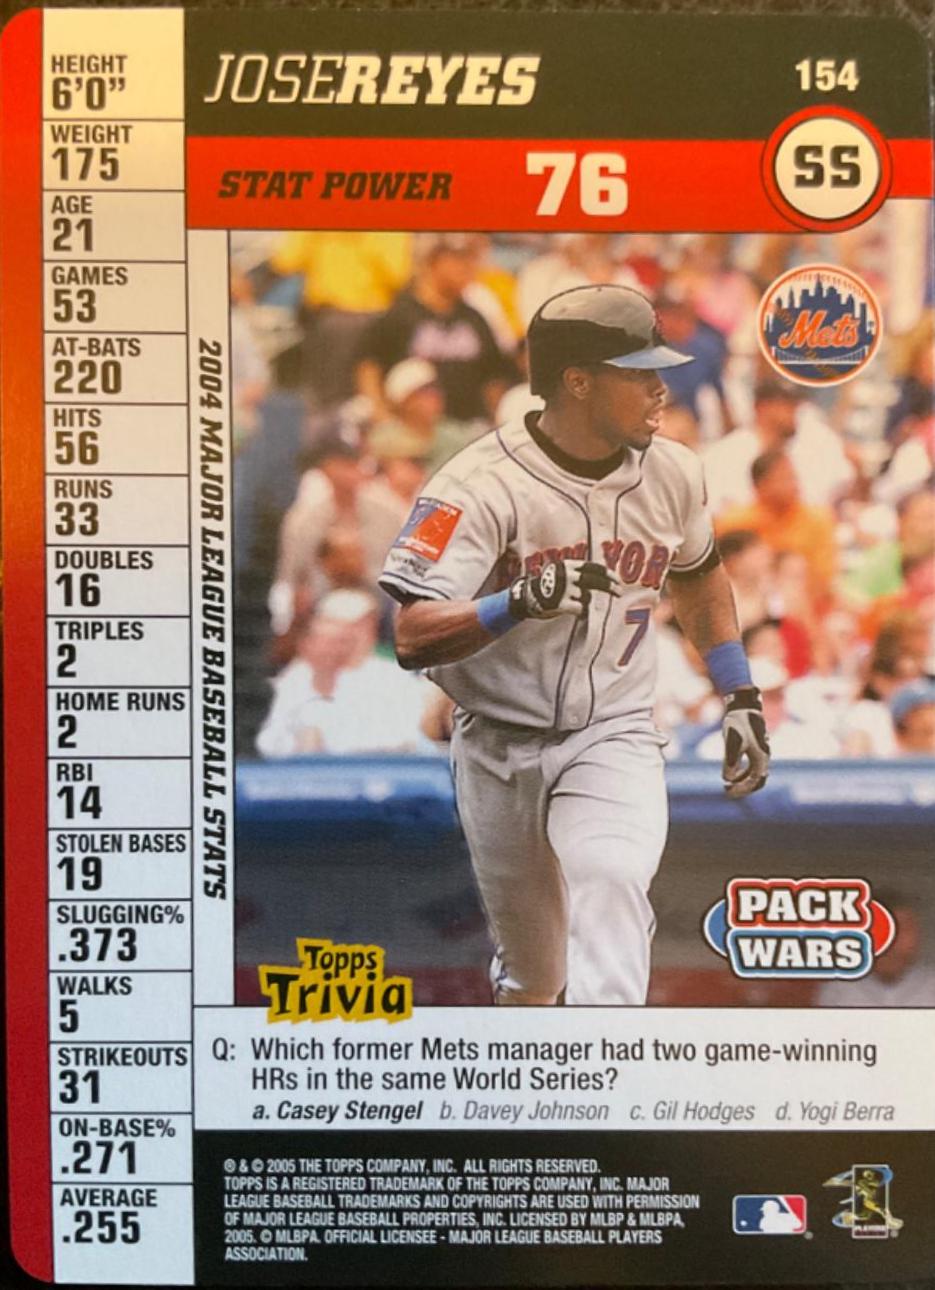 JOSEREYES
154
STAT POWER
76
SS
HEIGHT
6'0"
WEIGHT
175
AGE
21
GAMES
53
AT-BATS
220
HITS
56
RUNS
33
DOUBLES
16
TRIPLES
2
HOME RUNS
2
RBI
14
STOLEN BASES
19
SLUGGING%
.373
WALKS
5
STRIKEOUTS
31
ON-BASE%
.271
AVERAGE
.255
2004 MAJOR LEAGUE BASEBALL STATS
Mets
7
PACK
WARS
Topps
Trivia
Q: Which former Mets manager had two game-winning
HRs in the same World Series?
a. Casey Stengel b. Davey Johnson c. Gil Hodges d. Yogi Berra
® & © 2005 THE TOPPS COMPANY, INC. ALL RIGHTS RESERVED.
TOPPS IS A REGISTERED TRADEMARK OF THE TOPPS COMPANY, INC. MAJOR
LEAGUE BASEBALL TRADEMARKS AND COPYRIGHTS ARE USED WITH PERMISSION
OF MAJOR LEAGUE BASEBALL PROPERTIES, INC. LICENSED BY MLBP & MLBPA,
2005. © MLBPA. OFFICIAL LICENSEE - MAJOR LEAGUE BASEBALL PLAYERS
ASSOCIATION.